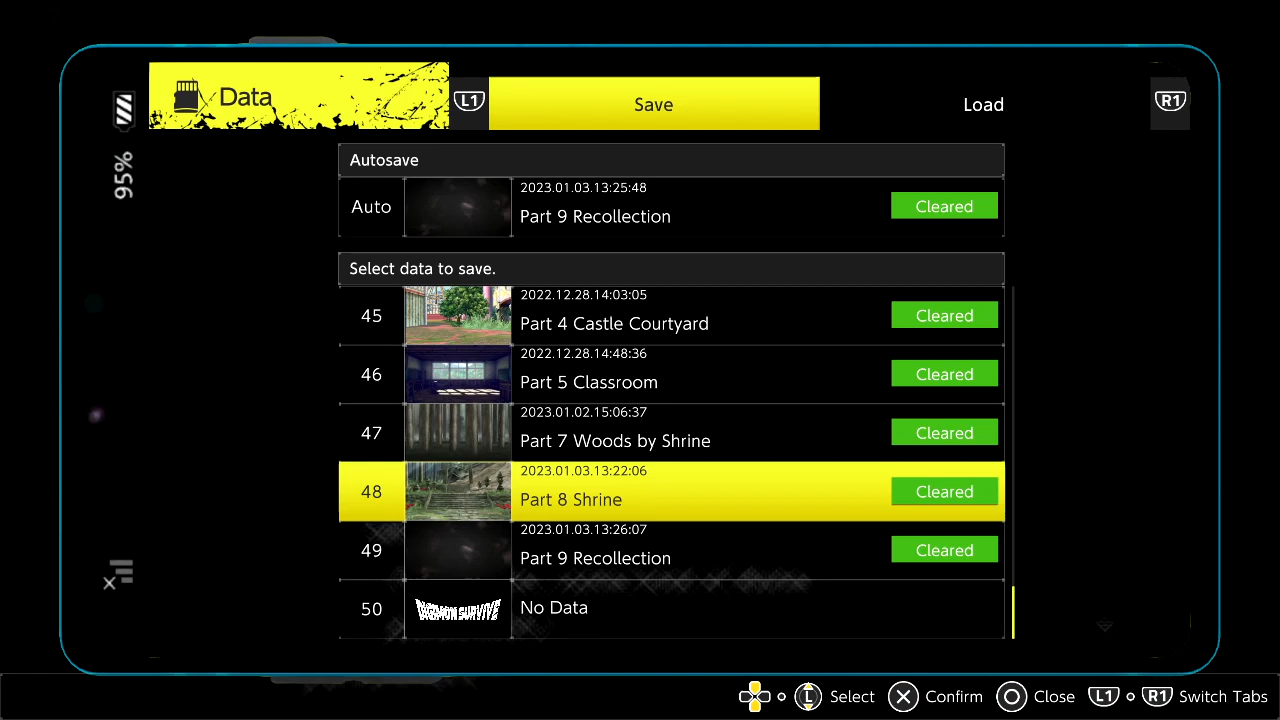 Data
L1
Save
Load
R1
95%
Autosave
Auto
2023.01.03.13:25:48
Part 9 Recollection
Cleared
Select data to save.
45
2022.12.28.14:03:05
Part 4 Castle Courtyard
Cleared
46
2022.12.28.14:48:36
Part 5 Classroom
Cleared
47
2023.01.02.15:06:37
Part 7 Woods by Shrine
Cleared
48
2023.01.03.13:22:06
Part 8 Shrine
Cleared
49
2023.01.03.13:26:07
Part 9 Recollection
Cleared
50
No Data
L Select Confirm Close L1 R1 Switch Tabs